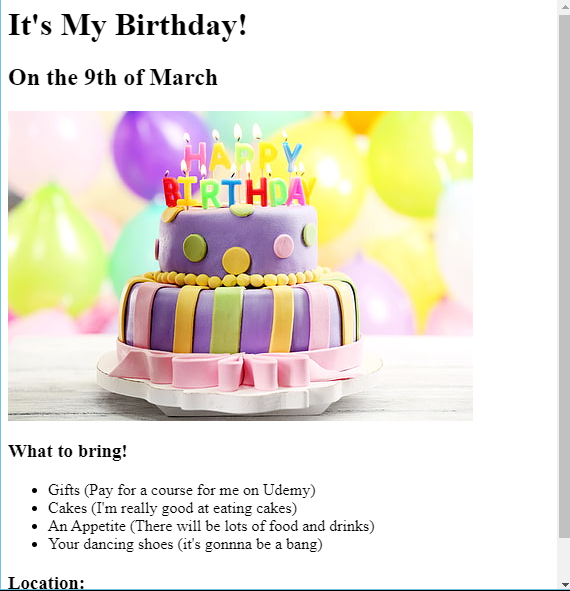 It's My Birthday!
On the 9th of March
HAPPY
BIRTHDAY
What to bring!
Gifts (Pay for a course for me on Udemy)
Cakes (I'm really good at eating cakes)
An Appetite (There will be lots of food and drinks)
Your dancing shoes (it's gonnna be a bang)
Location: